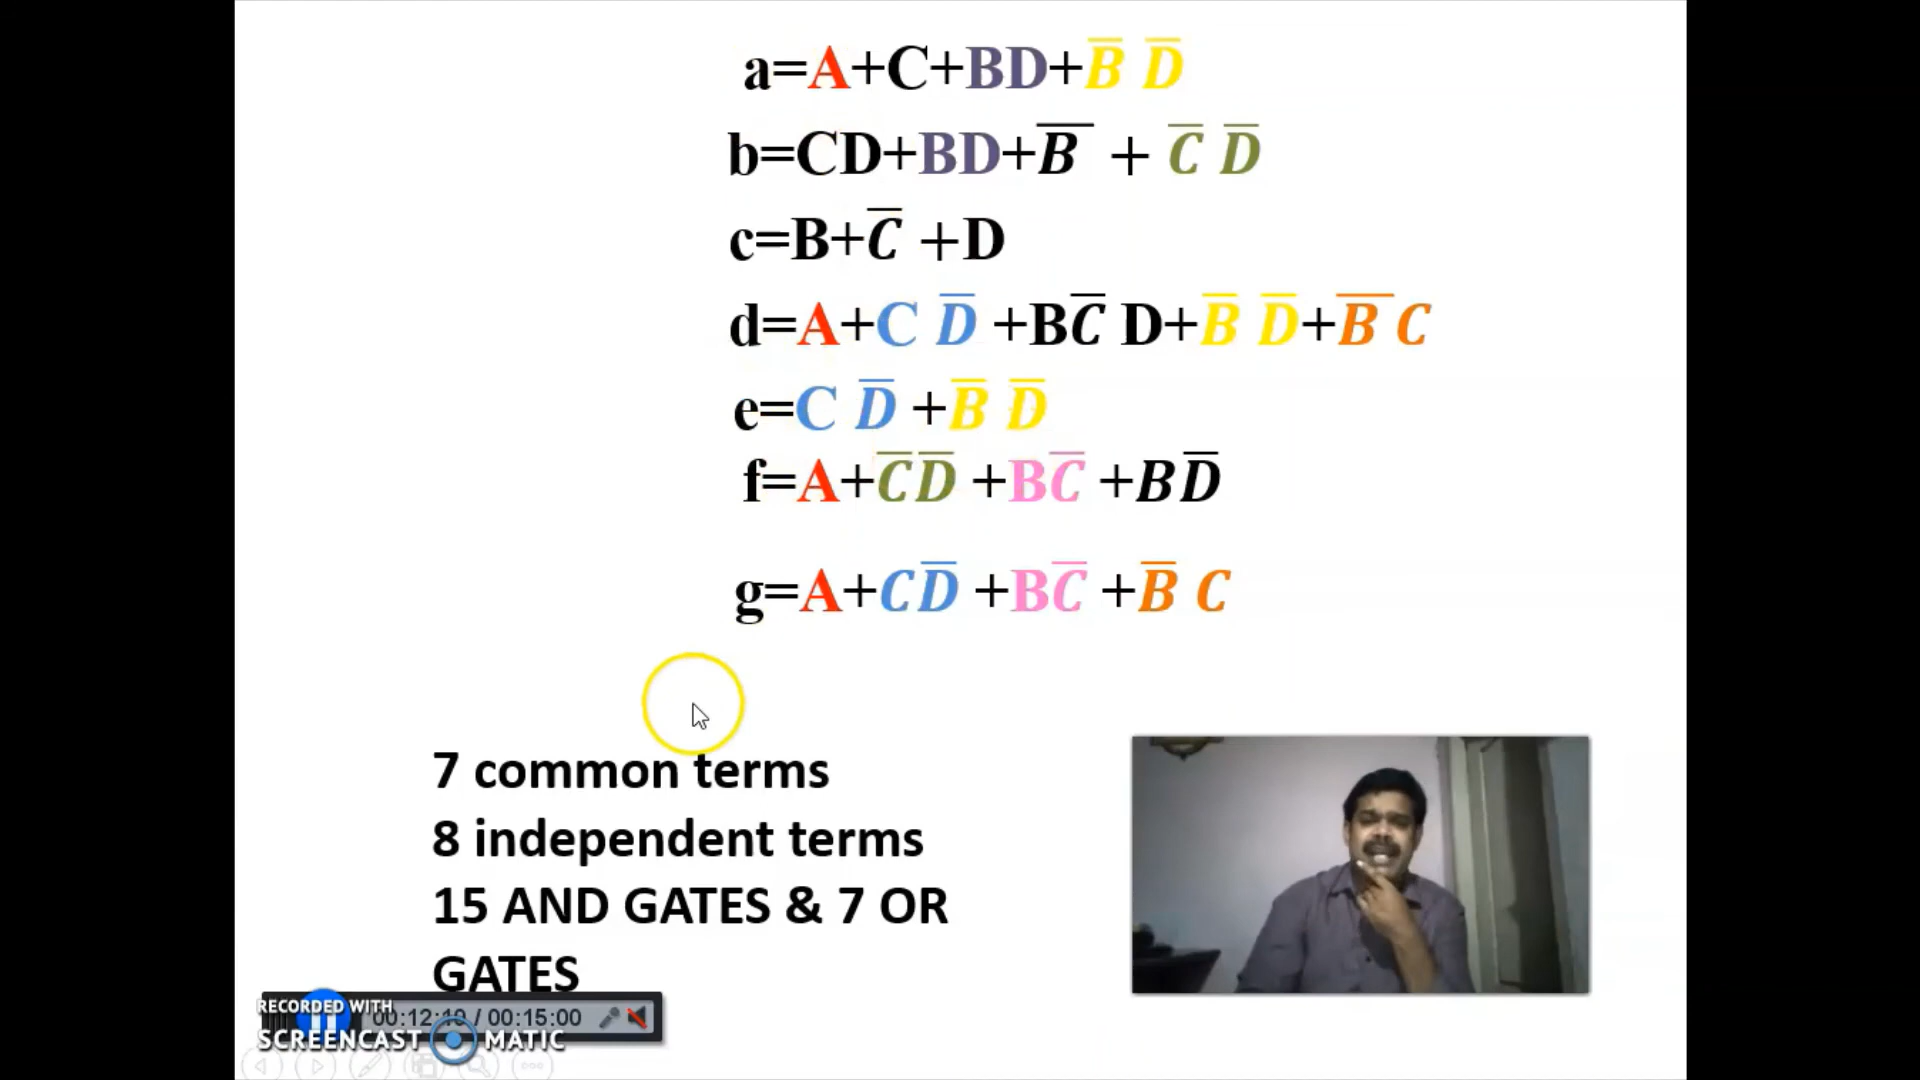 a=A+C+BD+B̅ D̅
b=CD+BD+B̅ + C̅ D̅
c=B+C̅ +D
d=A+C D̅ +BC̅ D+B̅ D̅+B̅ C
e=C D̅ +B̅ D̅
f=A+C̅D̅ +BC̅ +BD̅
g=A+CD̅ +BC̅ +B̅ C
7 common terms
8 independent terms
15 AND GATES & 7 OR
GATES
RECORDED WITH
00:12:10 / 00:15:00
SCREENCAST MATIC